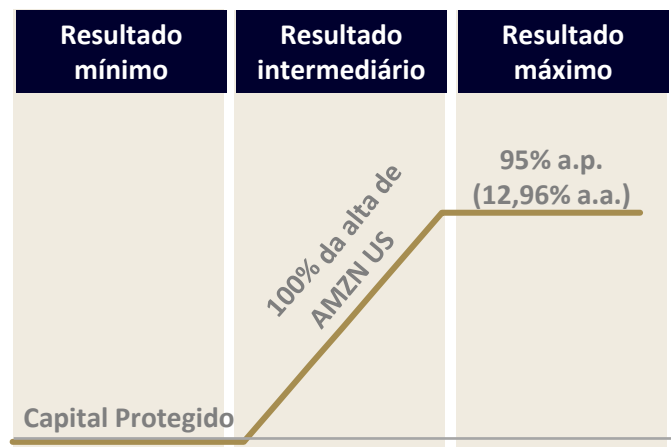 Resultado
mínimo
Resultado
intermediário
Resultado
máximo
95% a.p.
(12,96% a.a.)
100% da alta de
AMZN US
Capital Protegido